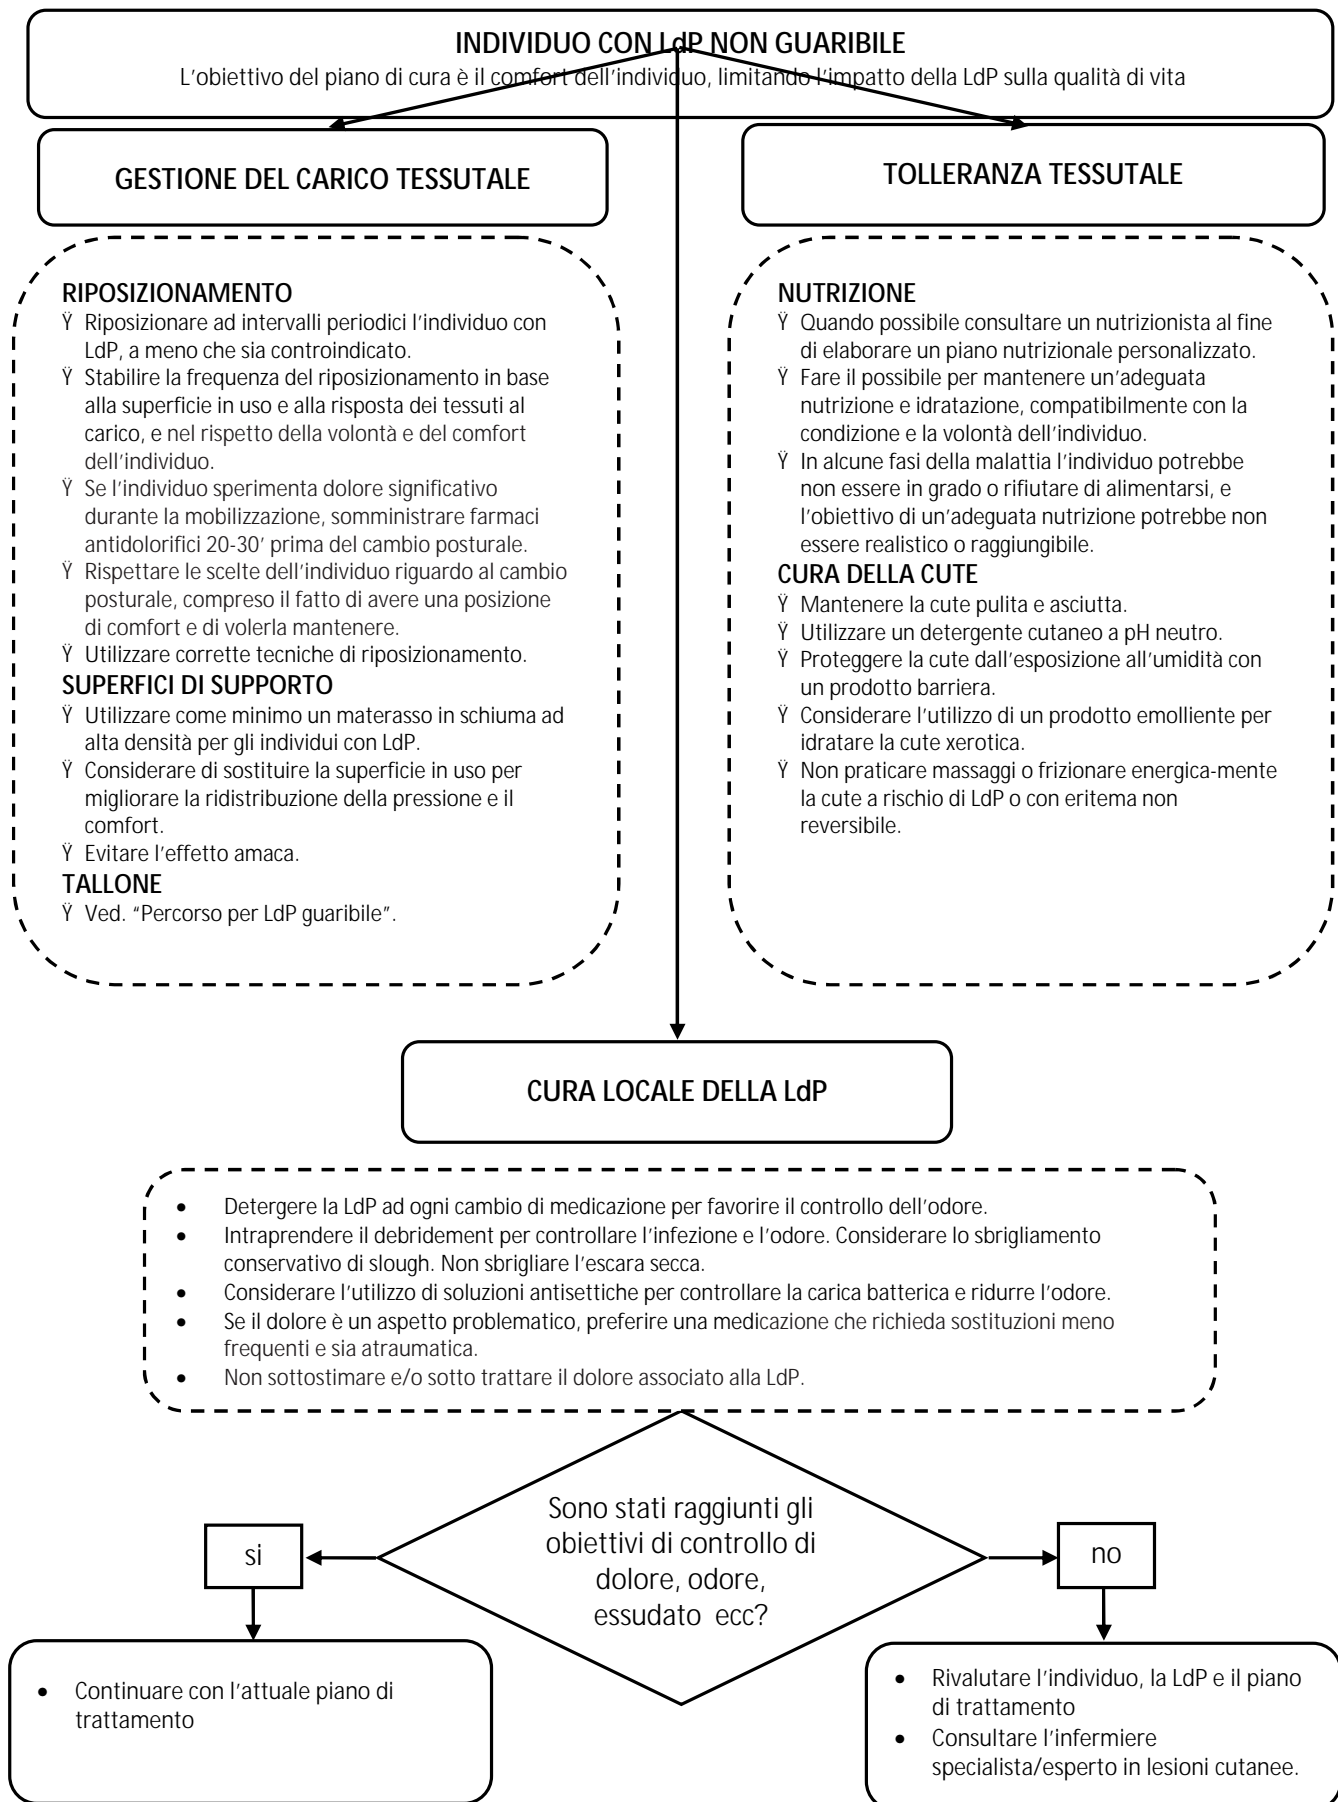 INDIVIDUO CON LdP NON GUARIBILE
L'obiettivo del piano di cura è il comfort dell'individuo, limitando l'impatto della LdP sulla qualità di vita
GESTIONE DEL CARICO TESSUTALE
RIPOSIZIONAMENTO
Ÿ Riposizionare ad intervalli periodici l'individuo con
LdP, a meno che sia controindicato.
Ÿ Stabilire la frequenza del riposizionamento in base
alla superficie in uso e alla risposta dei tessuti al
carico, e nel rispetto della volontà e del comfort
dell'individuo.
Ÿ Se l'individuo sperimenta dolore significativo
durante la mobilizzazione, somministrare farmaci
antidolorifici 20-30' prima del cambio posturale.
Ÿ Rispettare le scelte dell'individuo riguardo al cambio
posturale, compreso il fatto di avere una posizione
di comfort e di volerla mantenere.
Ÿ Utilizzare corrette tecniche di riposizionamento.
SUPERFICI DI SUPPORTO
Ÿ Utilizzare come minimo un materasso in schiuma ad
alta densità per gli individui con LdP.
Ÿ Considerare di sostituire la superficie in uso per
migliorare la ridistribuzione della pressione e il
comfort.
Ÿ Evitare l'effetto amaca.
TALLONE
Ÿ Ved. "Percorso per LdP guaribile".
TOLLERANZA TESSUTALE
NUTRIZIONE
Ÿ Quando possibile consultare un nutrizionista al fine
di elaborare un piano nutrizionale personalizzato.
Ÿ Fare il possibile per mantenere un'adeguata
nutrizione e idratazione, compatibilmente con la
condizione e la volontà dell'individuo.
Ÿ In alcune fasi della malattia l'individuo potrebbe
non essere in grado o rifiutare di alimentarsi, e
l'obiettivo di un'adeguata nutrizione potrebbe non
essere realistico o raggiungibile.
CURA DELLA CUTE
Ÿ Mantenere la cute pulita e asciutta.
Ÿ Utilizzare un detergente cutaneo a pH neutro.
Ÿ Proteggere la cute dall'esposizione all'umidità con
un prodotto barriera.
Ÿ Considerare l'utilizzo di un prodotto emolliente per
idratare la cute xerotica.
Ÿ Non praticare massaggi o frizionare energica-mente
la cute a rischio di LdP o con eritema non
reversibile.
CURA LOCALE DELLA LdP
• Detergere la LdP ad ogni cambio di medicazione per favorire il controllo dell'odore.
• Intraprendere il debridement per controllare l'infezione e l'odore. Considerare lo sbrigliamento
conservativo di slough. Non sbrigliare l'escara secca.
• Considerare l'utilizzo di soluzioni antisettiche per controllare la carica batterica e ridurre l'odore.
• Se il dolore è un aspetto problematico, preferire una medicazione che richieda sostituzioni meno
frequenti e sia atraumatica.
• Non sottostimare e/o sotto trattare il dolore associato alla LdP.
Sono stati raggiunti gli
obiettivi di controllo di
dolore, odore,
essudato ecc?
si
no
• Continuare con l'attuale piano di
trattamento
• Rivalutare l'individuo, la LdP e il piano
di trattamento
• Consultare l'infermiere
specialista/esperto in lesioni cutanee.